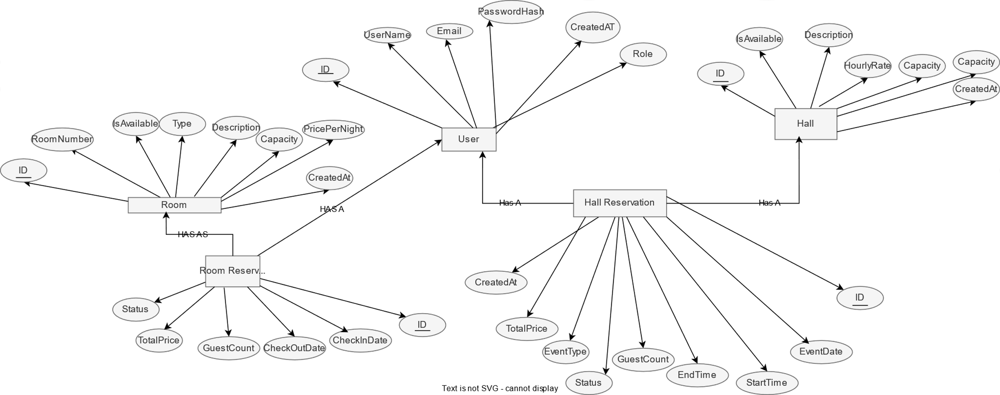 PasswordHash
UserName
Email
CreatedAT
Role
ID
IsAvailable
Description
HourlyRate
Capacity
Capacity
ID
CreatedAt
Hall
User
RoomNumber
IsAvailable
Type
Description
Capacity
PricePerNight
ID
CreatedAt
Room
HAS A
HAS AS
Has A
Hall Reservation
Has A
Room Reserv...
Status
TotalPrice
GuestCount
CheckOutDate
CheckInDate
ID
CreatedAt
TotalPrice
EventType
Status
GuestCount
EndTime
StartTime
EventDate
ID
Text is not SVG - cannot display